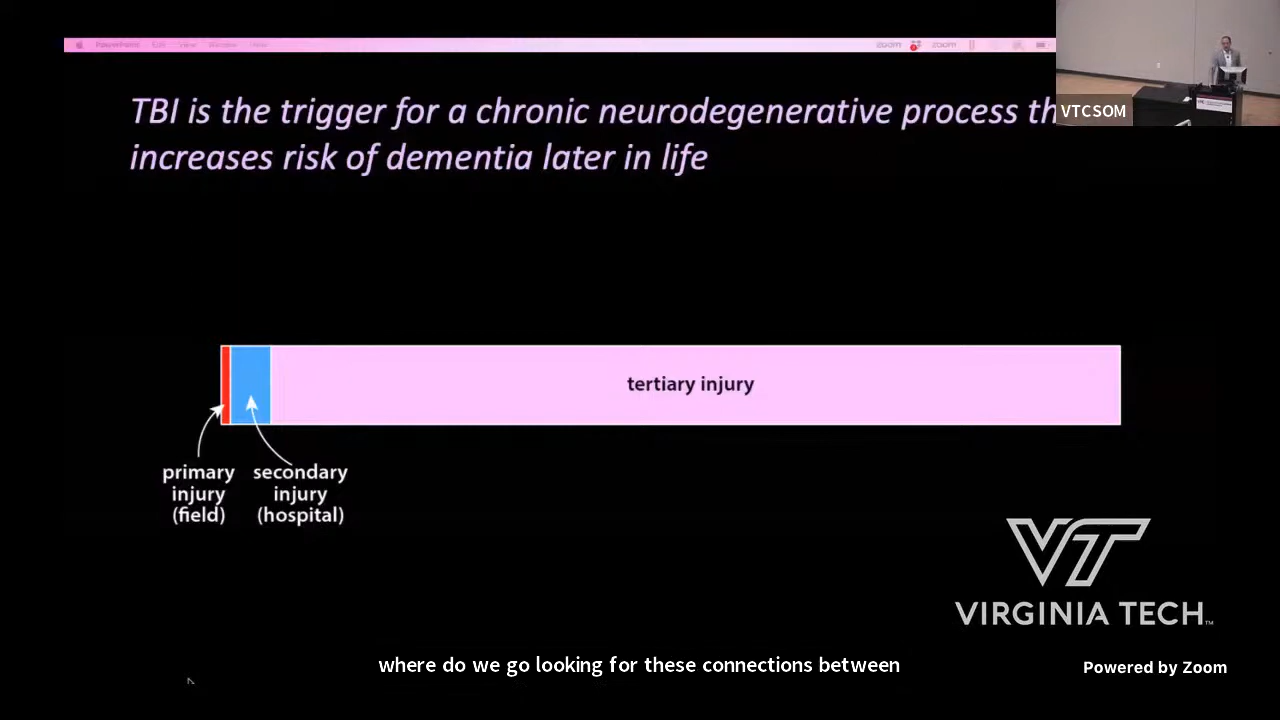 TBI is the trigger for a chronic neurodegenerative process th
increases risk of dementia later in life
VTCSOM
tertiary injury
primary
injury
(field)
secondary
injury
(hospital)
VT
VIRGINIA TECH™
where do we go looking for these connections between
Powered by Zoom